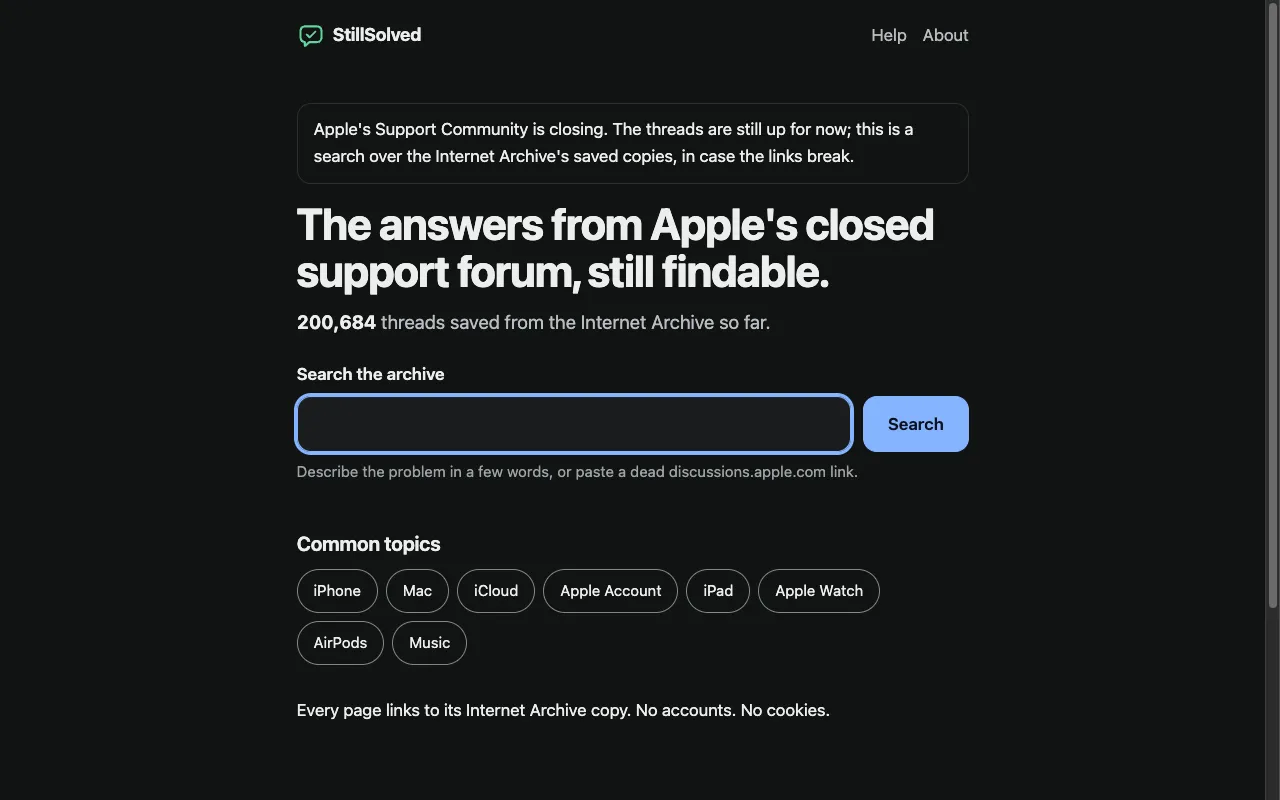 StillSolved
Help About
Apple's Support Community is closing. The threads are still up for now; this is a
search over the Internet Archive's saved copies, in case the links break.
The answers from Apple's closed
support forum, still findable.
200,684 threads saved from the Internet Archive so far.
Search the archive
Search
Describe the problem in a few words, or paste a dead discussions.apple.com link.
Common topics
iPhone Mac iCloud Apple Account iPad Apple Watch
AirPods Music
Every page links to its Internet Archive copy. No accounts. No cookies.